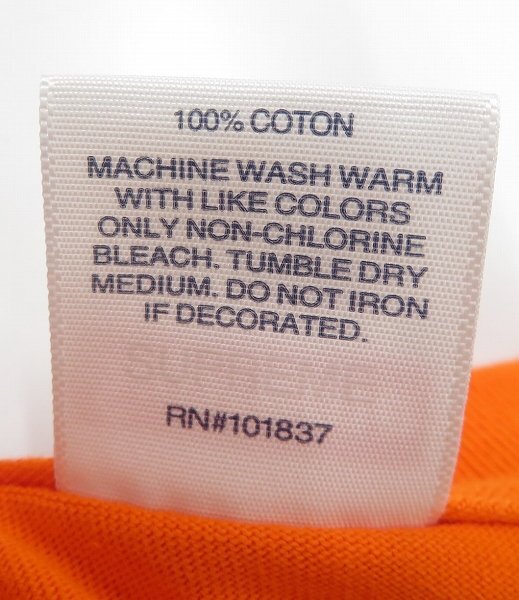 100% COTON
MACHINE WASH WARM
WITH LIKE COLORS
ONLY NON-CHLORINE
BLEACH. TUMBLE DRY
MEDIUM. DO NOT IRON
IF DECORATED.
RN#101837